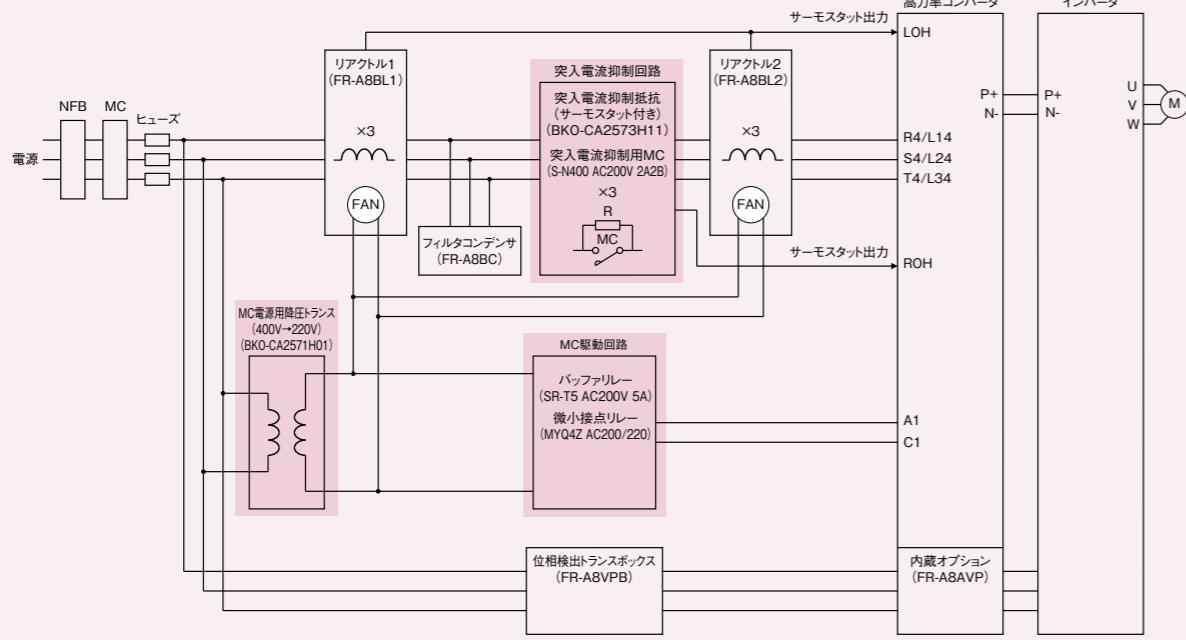 高力率コンバータ
インバータ
サーモスタット出力
LOH
リアクトル1
(FR-A8BL1)
突入電流抑制回路
リアクトル2
(FR-A8BL2)
突入電流抑制抵抗
(サーモスタット付き)
(BKO-CA2573H11)
P+
P+
N-
N-
U
V
W
M
NFB
MC
ヒューズ
電源
×3
×3
突入電流抑制用MC
(S-N400 AC200V 2A2B)
×3
R
MC
R4/L14
S4/L24
T4/L34
FAN
FAN
フィルタコンデンサ
(FR-A8BC)
サーモスタット出力
ROH
MC電源用降圧トランス
(400V→220V)
(BKO-CA2571H01)
MC駆動回路
バッファリレー
(SR-T5 AC200V 5A)
微小接点リレー
(MYQ4Z AC200/220)
A1
C1
位相検出トランスボックス
(FR-A8VPB)
内蔵オプション
(FR-A8AVP)